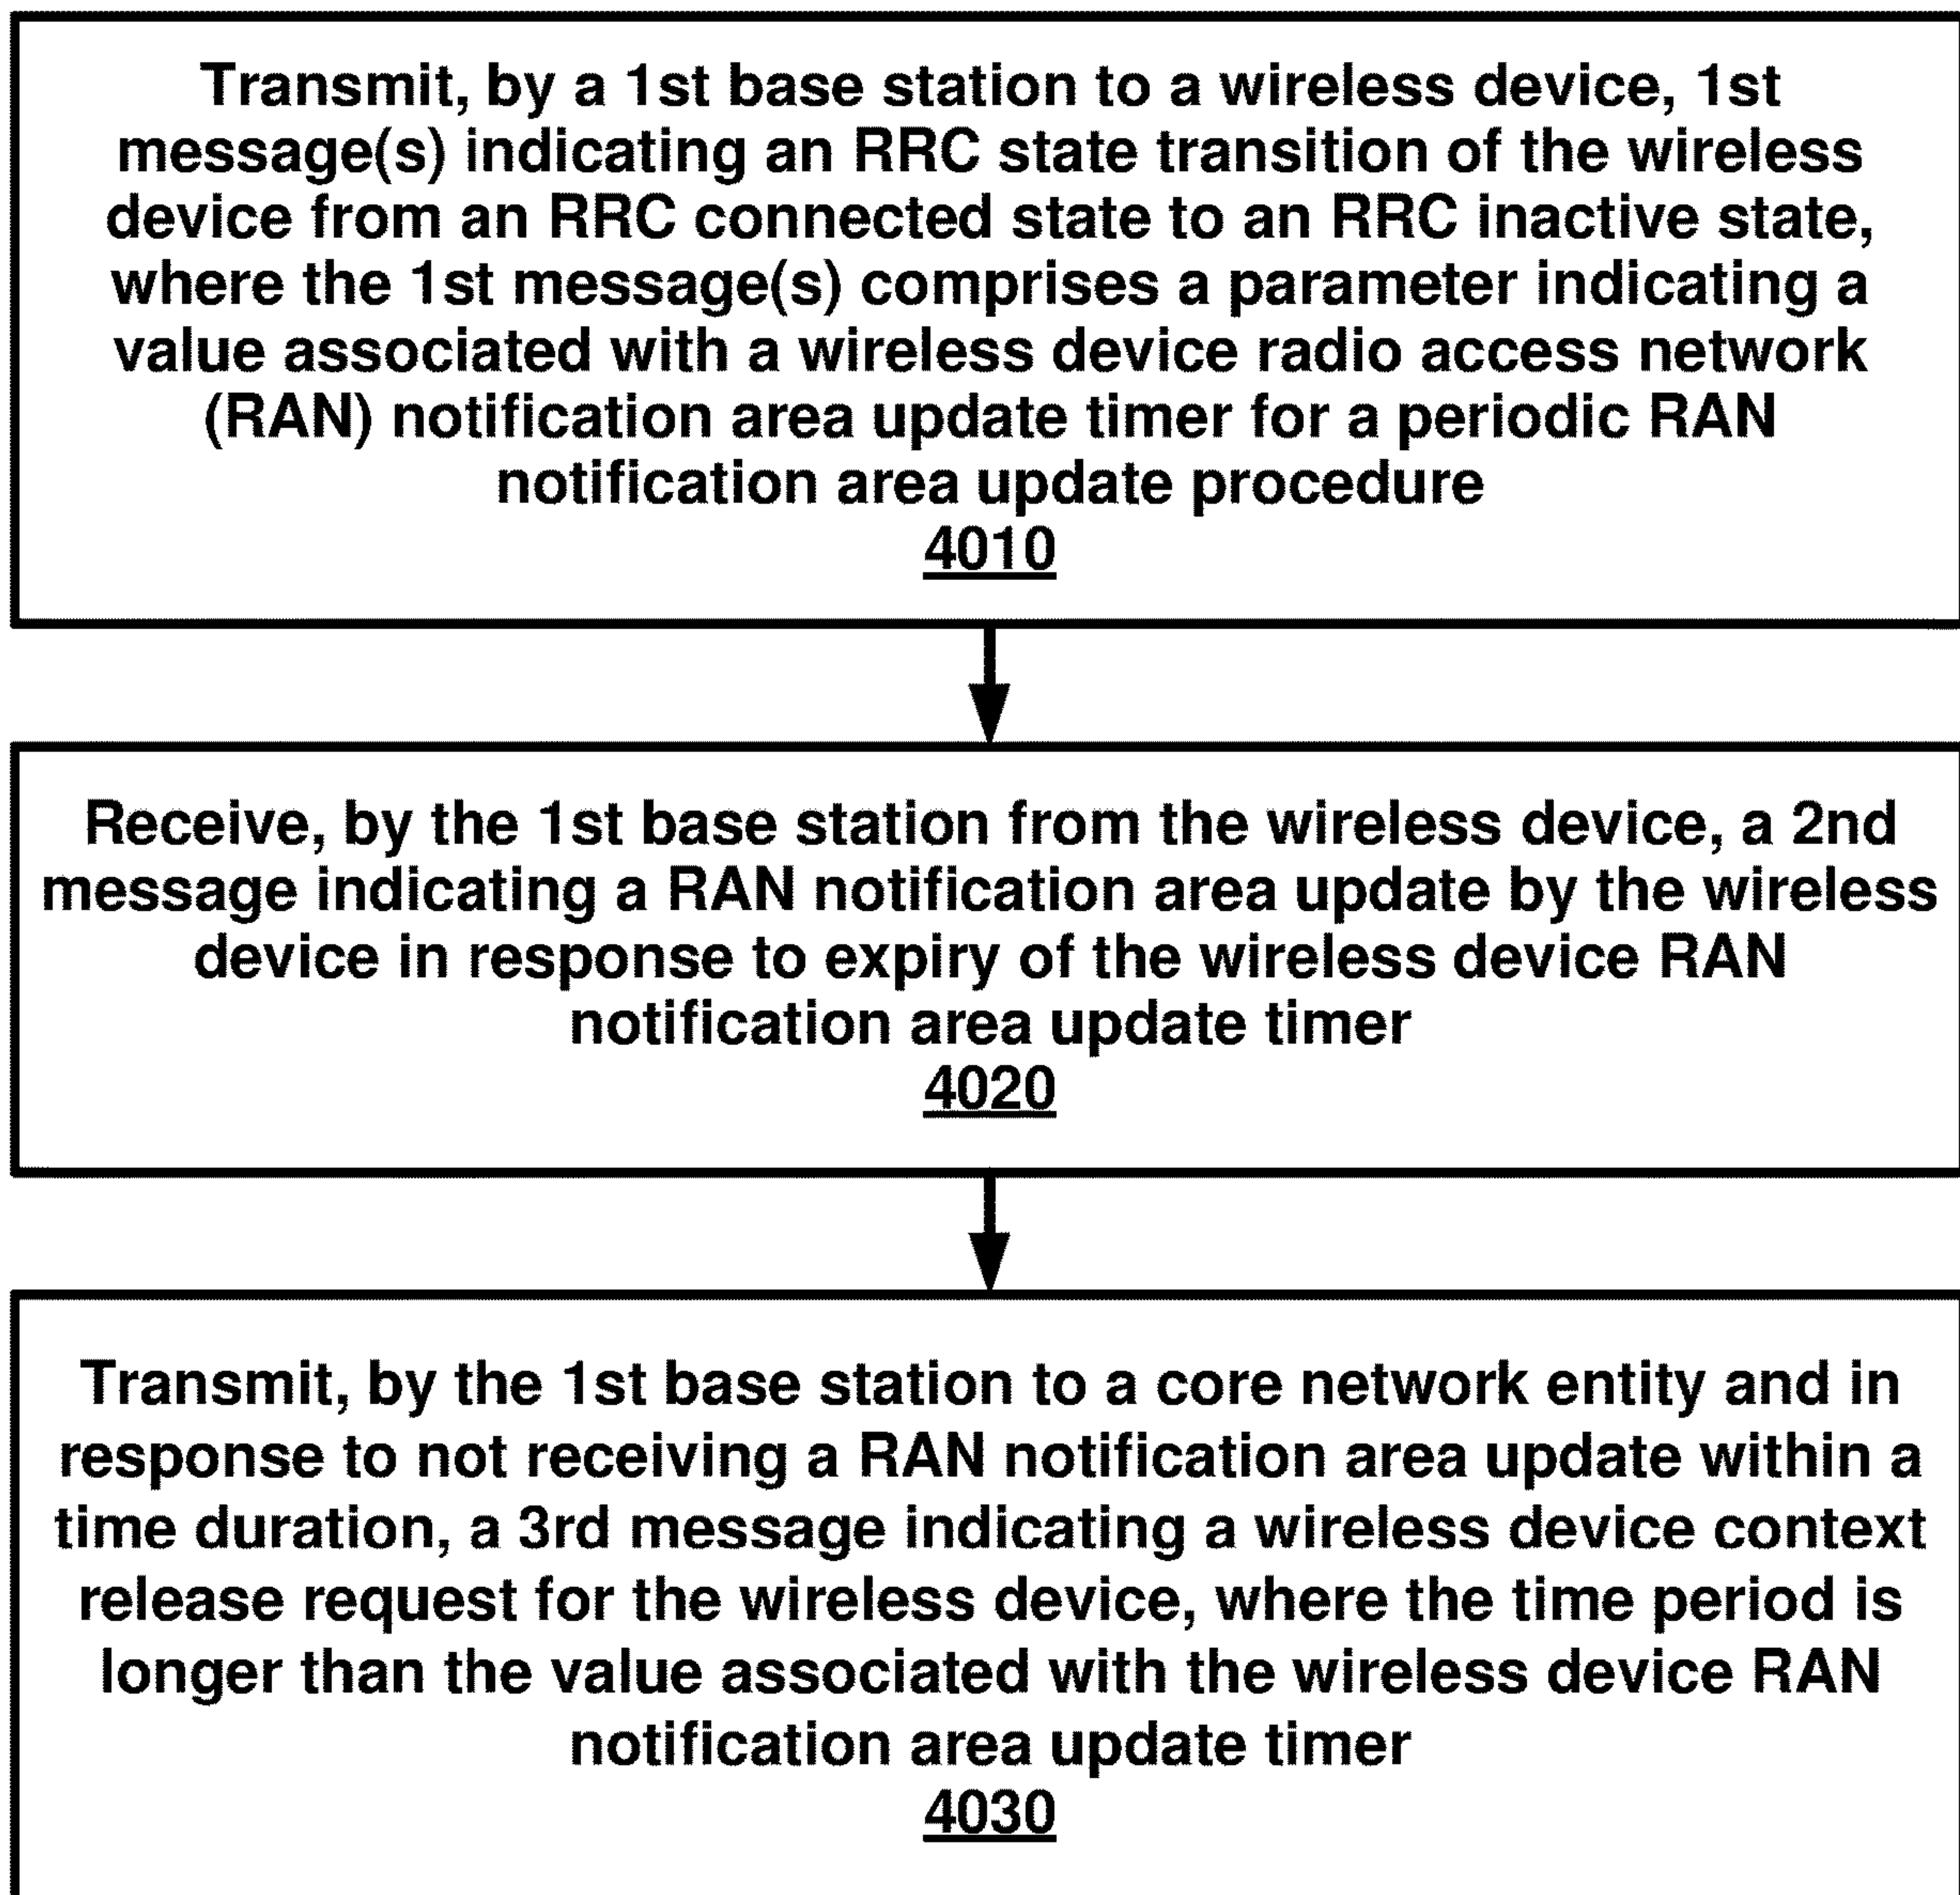 Transmit, by a 1st base station to a wireless device, 1st
message(s) indicating an RRC state transition of the wireless
device from an RRC connected state to an RRC inactive state,
where the 1st message(s) comprises a parameter indicating a
value associated with a wireless device radio access network
(RAN) notification area update timer for a periodic RAN
notification area update procedure
4010
Receive, by the 1st base station from the wireless device, a 2nd
message indicating a RAN notification area update by the wireless
device in response to expiry of the wireless device RAN
notification area update timer
4020
Transmit, by the 1st base station to a core network entity and in
response to not receiving a RAN notification area update within a
time duration, a 3rd message indicating a wireless device context
release request for the wireless device, where the time period is
longer than the value associated with the wireless device RAN
notification area update timer
4030